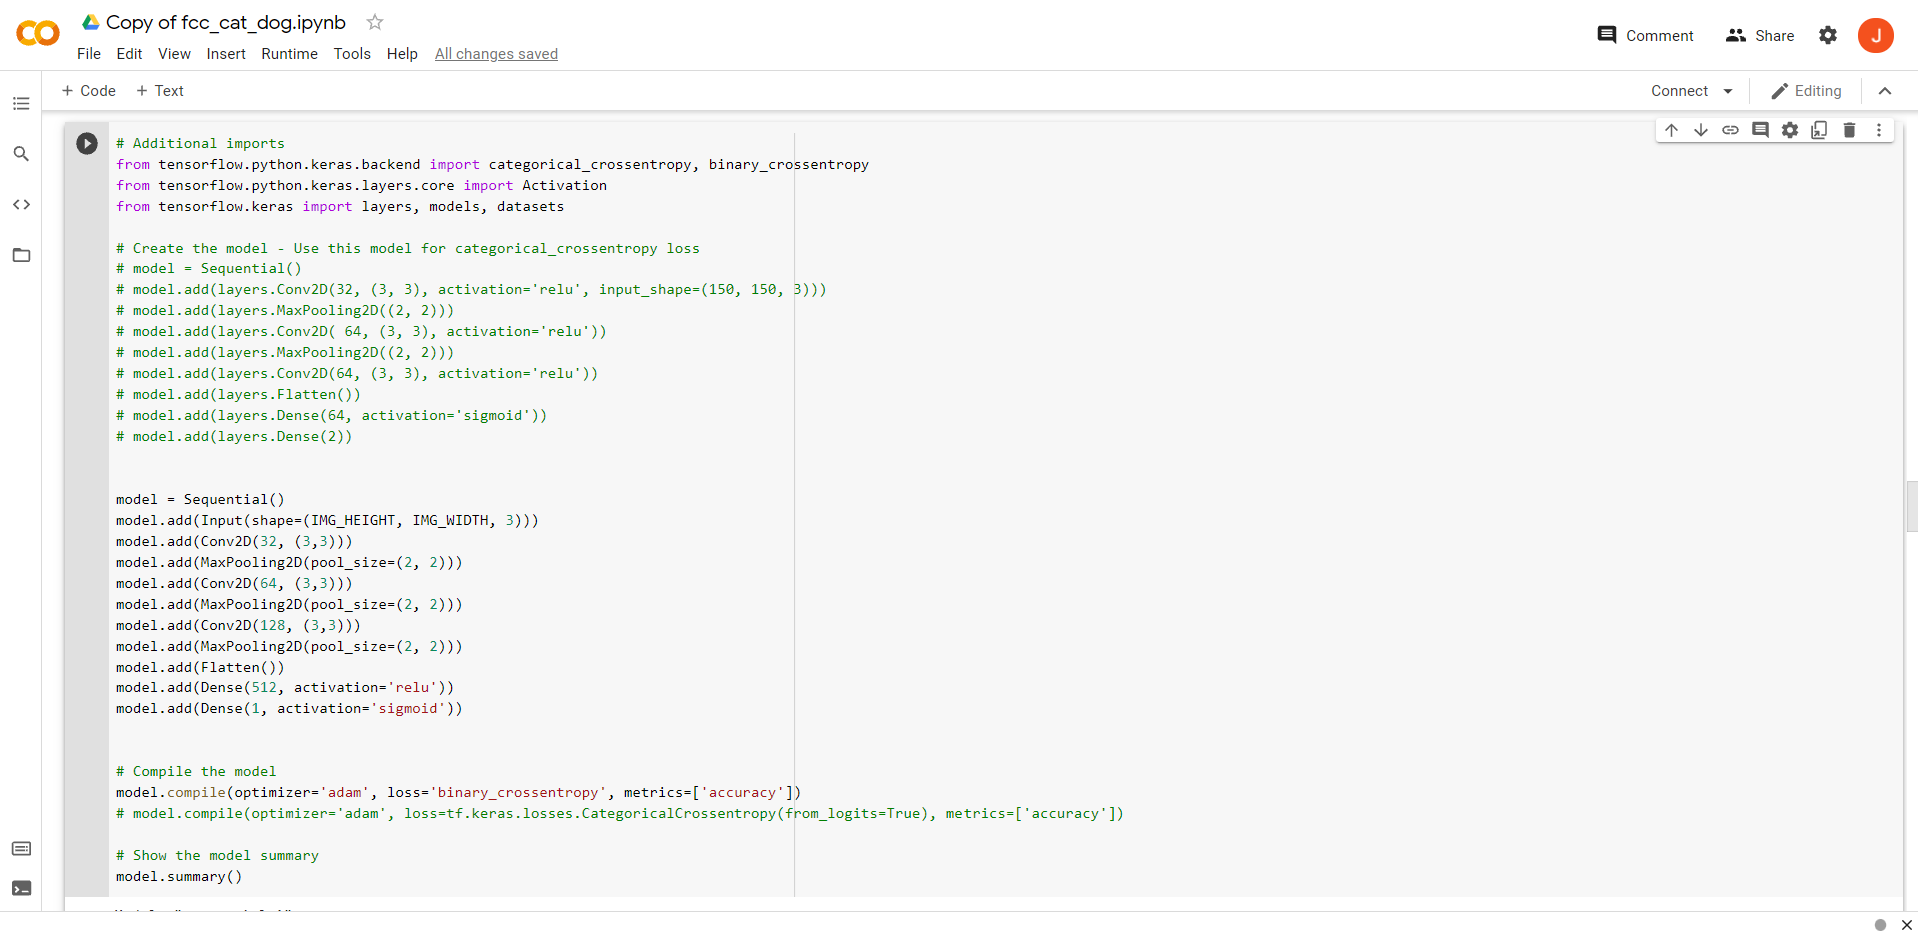 Copy of fcc_cat_dog.ipynb
File Edit View Insert Runtime Tools Help All changes saved
Comment Share J
+ Code + Text
Connect Editing
# Additional imports
from tensorflow.python.keras.backend import categorical_crossentropy, binary_crossentropy
from tensorflow.python.keras.layers.core import Activation
from tensorflow.keras import layers, models, datasets
# Create the model - Use this model for categorical_crossentropy loss
# model = Sequential()
# model.add(layers.Conv2D(32, (3, 3), activation='relu', input_shape=(150, 150, 3)))
# model.add(layers.MaxPooling2D((2, 2)))
# model.add(layers.Conv2D( 64, (3, 3), activation='relu'))
# model.add(layers.MaxPooling2D((2, 2)))
# model.add(layers.Conv2D(64, (3, 3), activation='relu'))
# model.add(layers.Flatten())
# model.add(layers.Dense(64, activation='sigmoid'))
# model.add(layers.Dense(2))
model = Sequential()
model.add(Input(shape=(IMG_HEIGHT, IMG_WIDTH, 3)))
model.add(Conv2D(32, (3,3)))
model.add(MaxPooling2D(pool_size=(2, 2)))
model.add(Conv2D(64, (3,3)))
model.add(MaxPooling2D(pool_size=(2, 2)))
model.add(Conv2D(128, (3,3)))
model.add(MaxPooling2D(pool_size=(2, 2)))
model.add(Flatten())
model.add(Dense(512, activation='relu'))
model.add(Dense(1, activation='sigmoid'))
# Compile the model
model.compile(optimizer='adam', loss='binary_crossentropy', metrics=['accuracy'])
# model.compile(optimizer='adam', loss=tf.keras.losses.CategoricalCrossentropy(from_logits=True), metrics=['accuracy'])
# Show the model summary
model.summary()